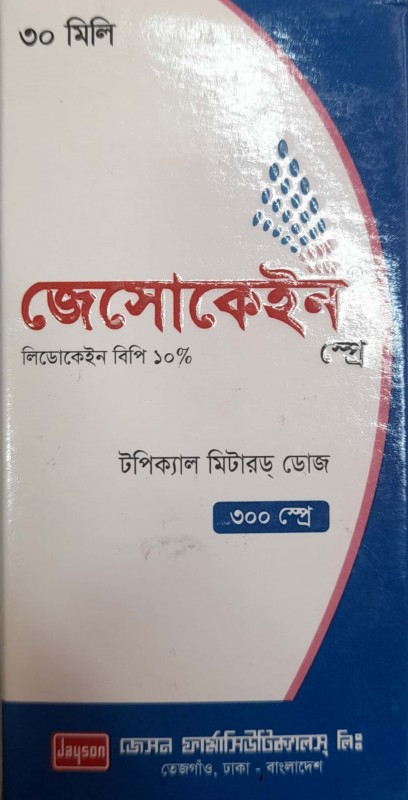 ৩০ মিলি
জেসোকেইন®
লিডোকেইন বিপি ১০%
স্প্রে
টপিক্যাল মিটারড্ ডোজ
৩০০ স্প্রে
Jayson
জেসন ফার্মাসিউটিক্যালস্ লিঃ
তেজগাঁও, ঢাকা - বাংলাদেশ